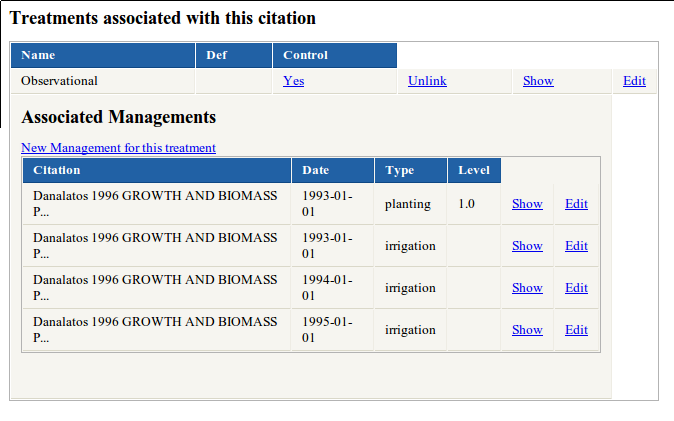 Treatments associated with this citation
Name Def Control
Observational Yes Unlink Show Edit
Associated Managements
New Management for this treatment
Citation Date Type Level
Danalatos 1996 GROWTH AND BIOMASS 1993-01-
P... 01 planting 1.0 Show Edit
Danalatos 1996 GROWTH AND BIOMASS 1993-01-
P... 01 irrigation Show Edit
Danalatos 1996 GROWTH AND BIOMASS 1994-01-
P... 01 irrigation Show Edit
Danalatos 1996 GROWTH AND BIOMASS 1995-01-
P... 01 irrigation Show Edit